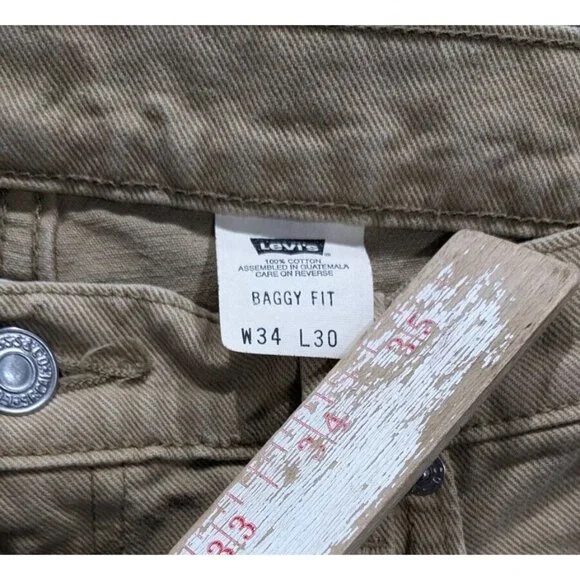 Levi's
100% COTTON
ASSEMBLED IN GUATEMALA
CARE ON REVERSE
BAGGY FIT
W34 L30
35
34
33